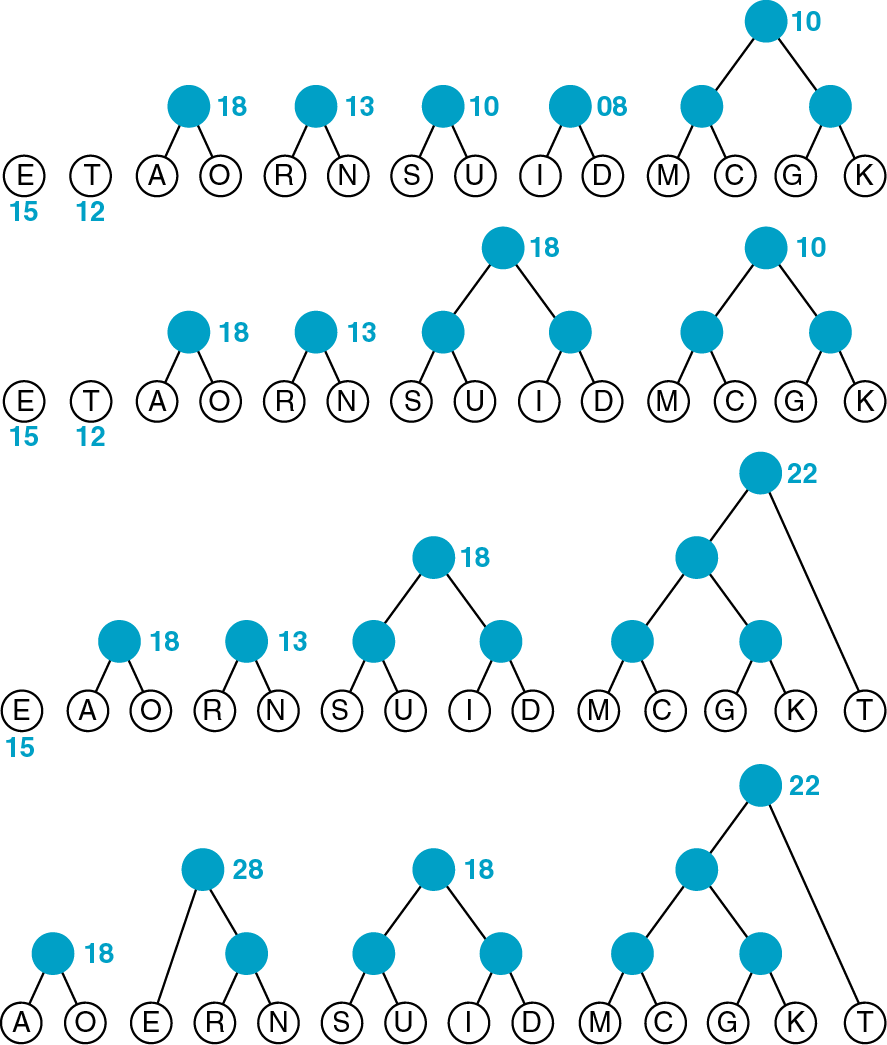 10
18 13 10 08
E T A O R N S U I D M C G K
15 12
18 10
18 13
E T A O R N S U I D M C G K
15 12
22
18
18 13
E A O R N S U I D M C G K T
15
22
28 18
18
A O E R N S U I D M C G K T